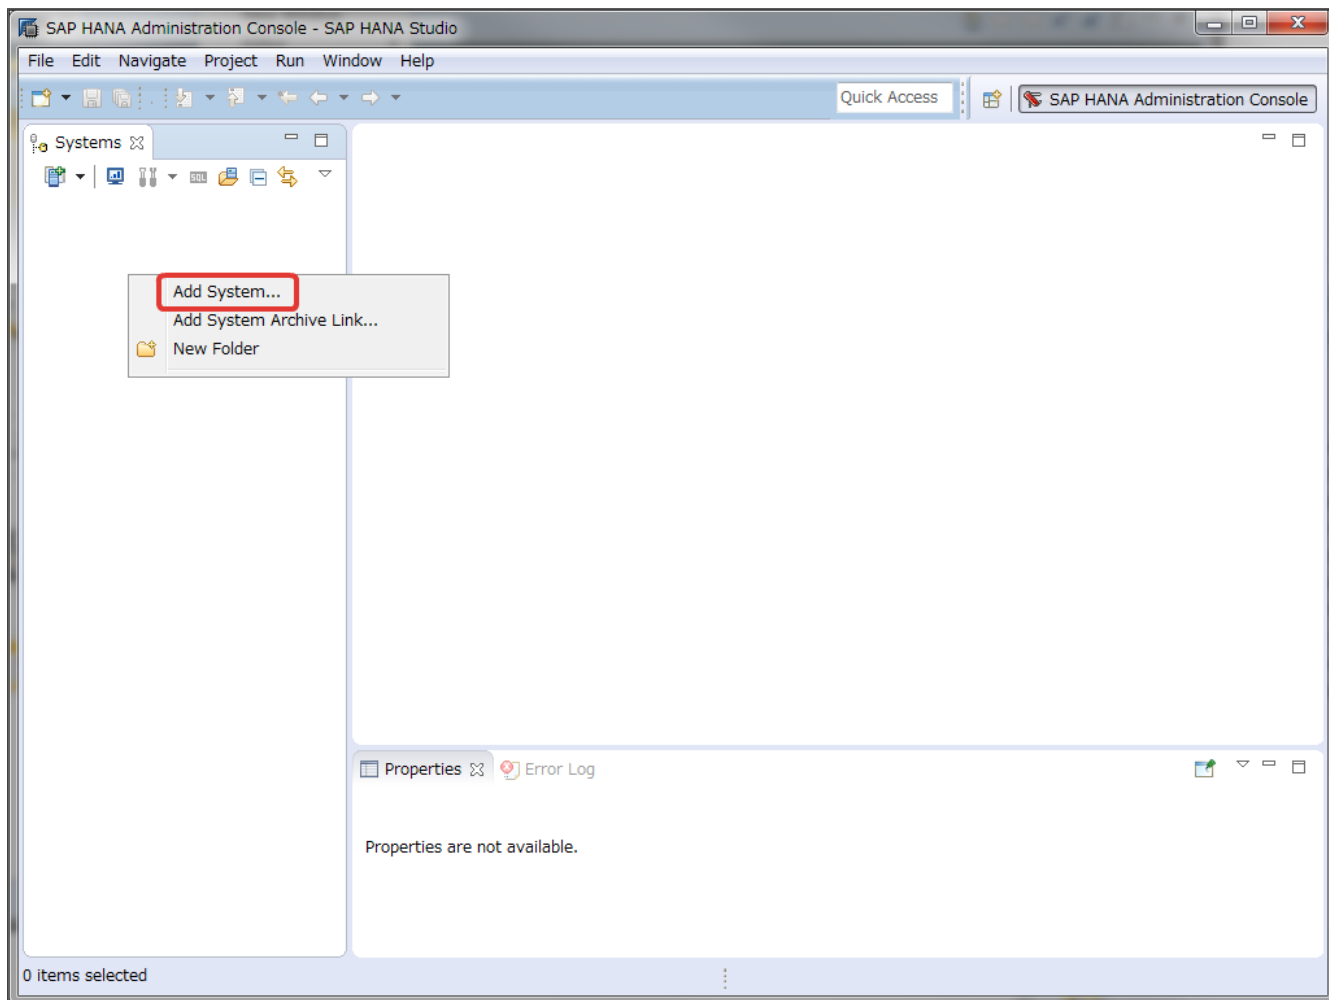 SAP HANA Administration Console - SAP HANA Studio
File Edit Navigate Project Run Window Help
Quick Access
SAP HANA Administration Console
Systems
SQL
Add System...
Add System Archive Link...
New Folder
Properties
Error Log
Properties are not available.
0 items selected